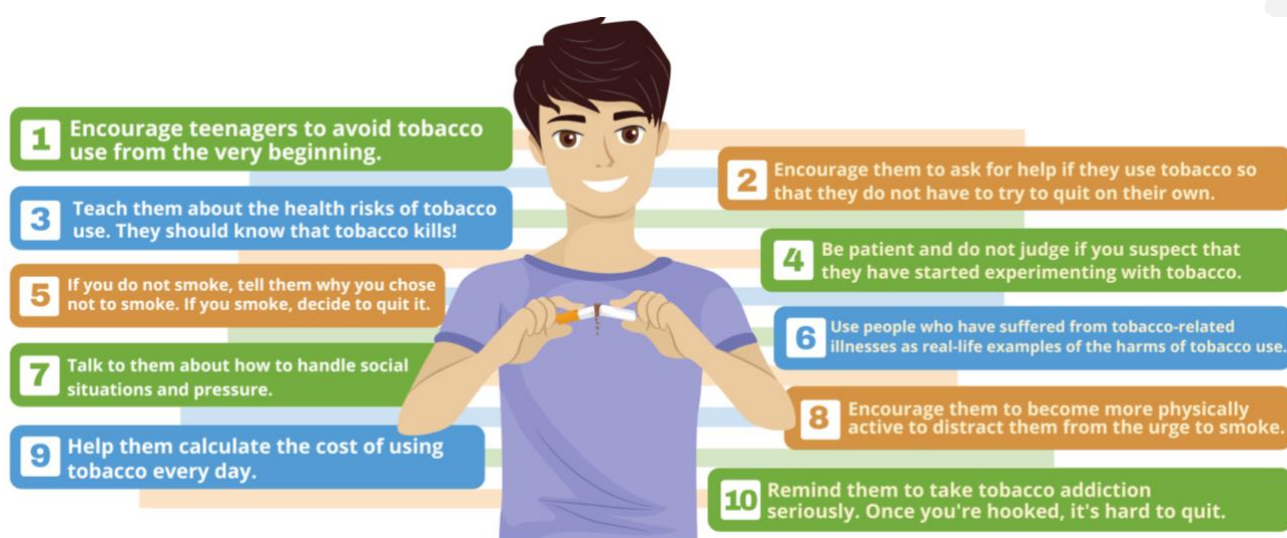 1
Encourage teenagers to avoid tobacco
use from the very beginning.
2
Encourage them to ask for help if they use tobacco so
that they do not have to try to quit on their own.
3
Teach them about the health risks of tobacco
use. They should know that tobacco kills!
4
Be patient and do not judge if you suspect that
they have started experimenting with tobacco.
5
If you do not smoke, tell them why you chose
not to smoke. If you smoke, decide to quit it.
6
Use people who have suffered from tobacco-related
illnesses as real-life examples of the harms of tobacco use.
7
Talk to them about how to handle social
situations and pressure.
8
Encourage them to become more physically
active to distract them from the urge to smoke.
9
Help them calculate the cost of using
tobacco every day.
10
Remind them to take tobacco addiction
seriously. Once you're hooked, it's hard to quit.